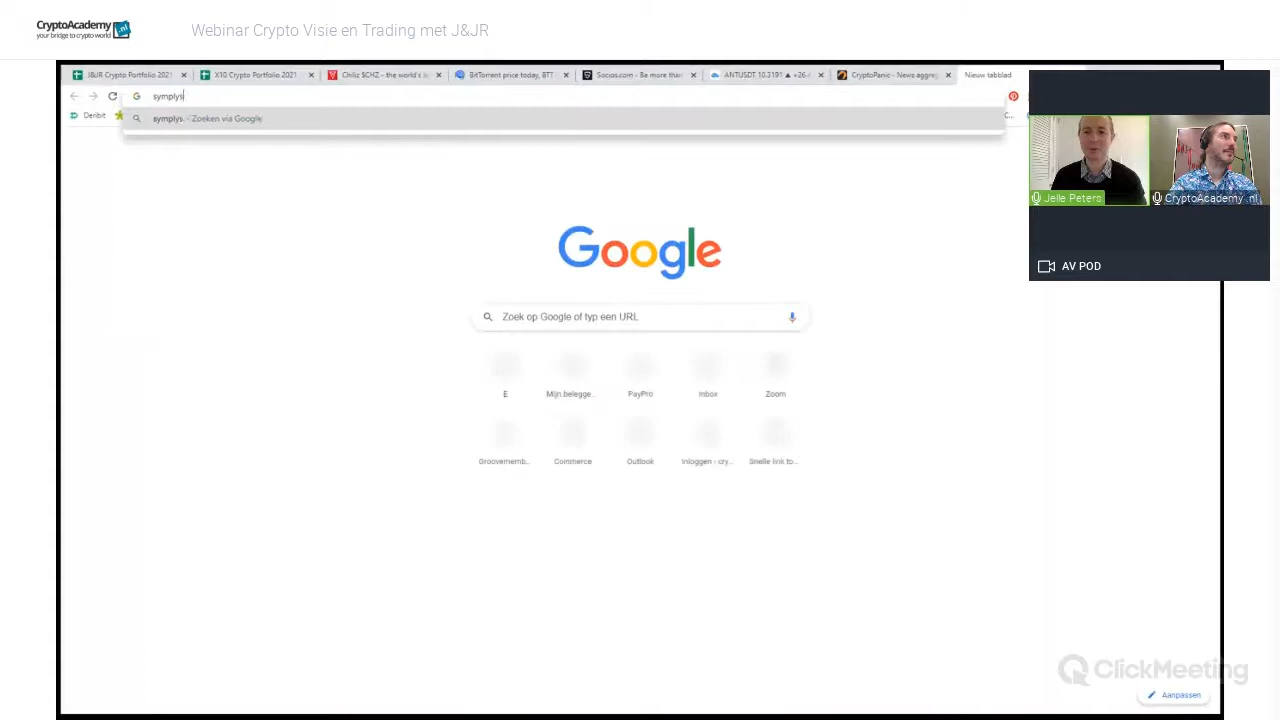 CryptoAcademy.nl
your bridge to crypto world
Webinar Crypto Visie en Trading met J&JR
J&JR Crypto Portfolio 2021
X10 Crypto Portfolio 2021
Chiliz $CHZ - the world's le
BitTorrent price today, BTT
Socios.com - Be more than
ANTUSDT 10.3191 ▲ +26.
CryptoPanic - News aggreg
Nieuw tabblad
symplys
Deribit
symplys. - Zoeken via Google
Jelle Peters
CryptoAcademy .nl
AV POD
Google
Zoek op Google of typ een URL
E
Mijn.belegge...
PayPro
Inbox
Zoom
Groovememb...
Commerce
Outlook
Inloggen ‹ cry...
Snelle link to...
ClickMeeting
Aanpassen